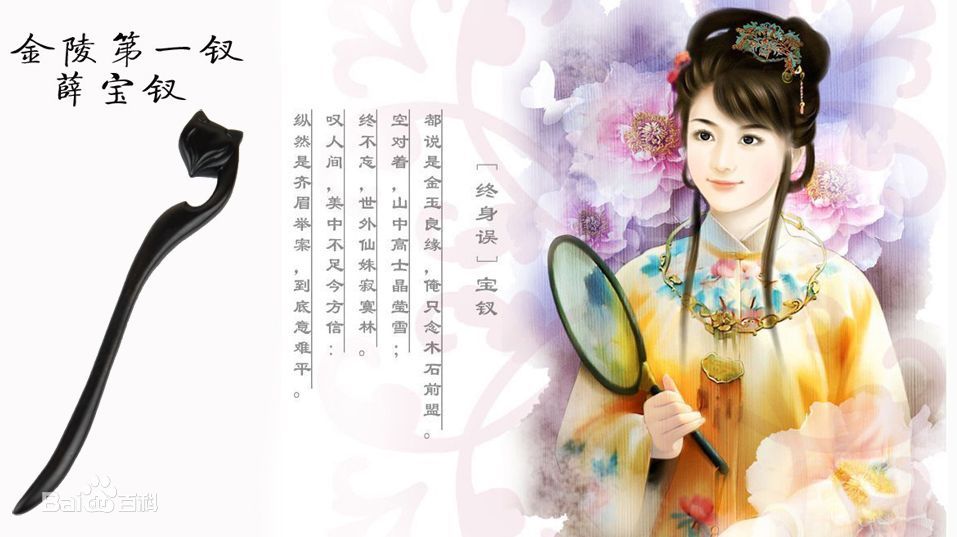 金陵第一钗
薛宝钗
［终身误］宝钗
都说是金玉良缘，俺只念木石前盟。
空对着，山中高士晶莹雪；
终不忘，世外仙姝寂寞林。
叹人间，美中不足今方信：
纵然是齐眉举案，到底意难平。
Baidu百科